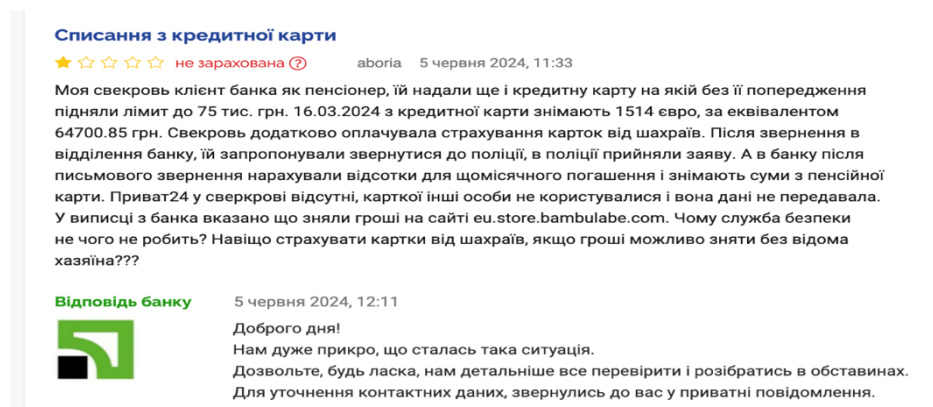 Списання з кредитної карти
не зарахована ? aboria 5 червня 2024, 11:33
Моя свекровь клієнт банка як пенсіонер, їй надали ще і кредитну карту на якій без її попередження
підняли лімит до 75 тис. грн. 16.03.2024 з кредитної карти знімають 1514 євро, за еквівалентом
64700.85 грн. Свекровь додатково оплачувала страхування карток від шахраїв. Після звернення в
відділення банку, їй запропонували звернутися до поліції, в поліції прийняли заяву. А в банку після
письмового звернення нарахували відсотки для щомісячного погашення і знімають суми з пенсійної
карти. Приват24 у сверкрові відсутні, карткої інші особи не користувалися і вона дані не передавала.
У виписці з банка вказано що зняли гроші на сайті eu.store.bambulabe.com. Чому служба безпеки
не чого не робить? Навіщо страхувати картки від шахраїв, якщо гроші можливо зняти без відома
хазяїна???
Відповідь банку 5 червня 2024, 12:11
Доброго дня!
Нам дуже прикро, що сталась така ситуація.
Дозвольте, будь ласка, нам детальніше все перевірити і розібратись в обставинах.
Для уточнення контактних даних, звернулись до вас у приватні повідомлення.